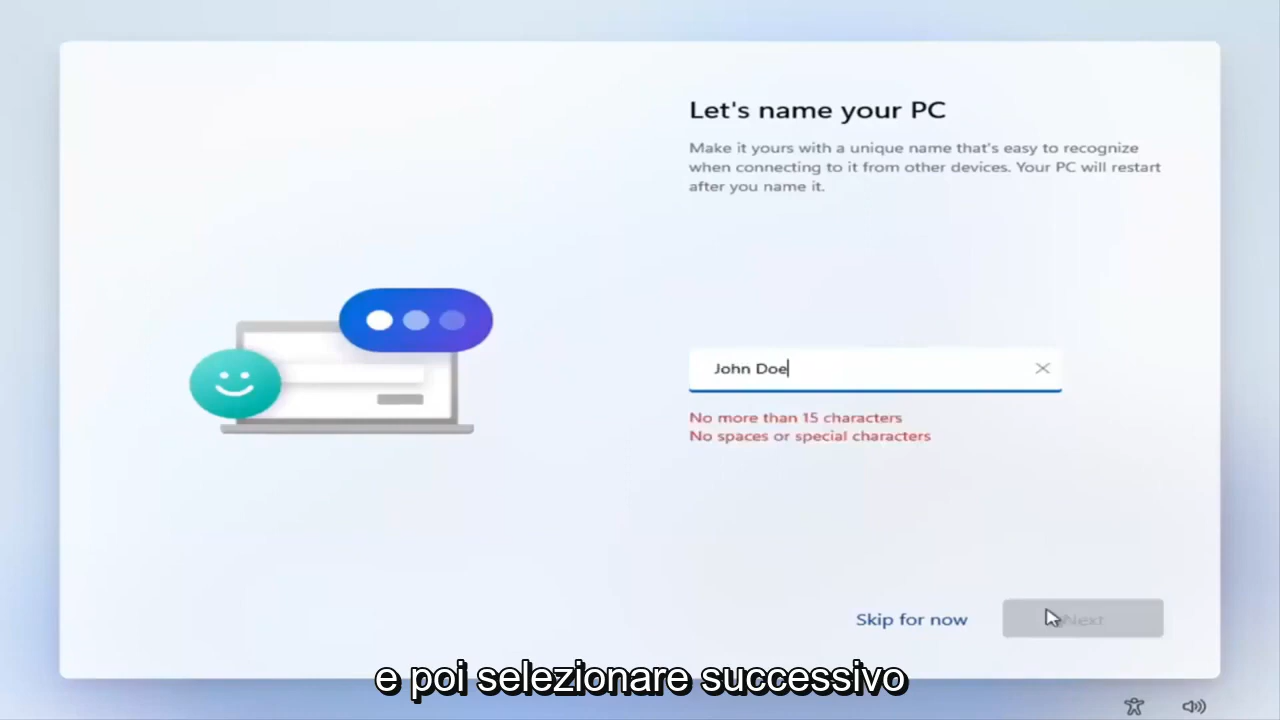 Let's name your PC
Make it yours with a unique name that's easy to recognize
when connecting to it from other devices. Your PC will restart
after you name it.
John Doe
No more than 15 characters
No spaces or special characters
Skip for now
Next
e poi selezionare successivo